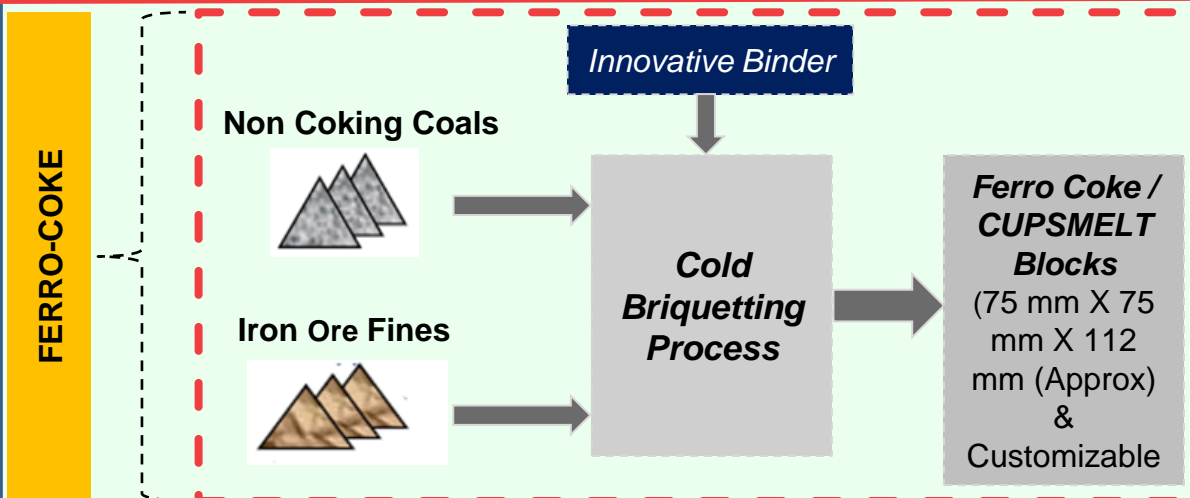 FERRO-COKE
Innovative Binder
Non Coking Coals
Iron Ore Fines
Cold
Briquetting
Process
Ferro Coke /
CUPSMELT
Blocks
(75 mm X 75
mm X 112
mm (Approx)
&
Customizable